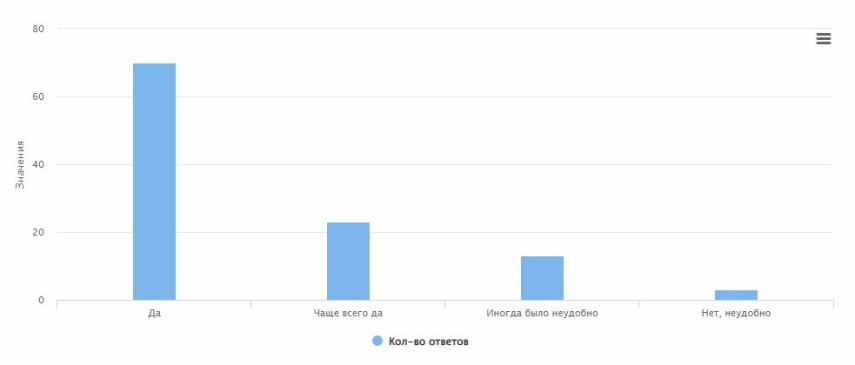 80
60
40
20
0
Значения
Да
Чаще всего да
Иногда было неудобно
Нет, неудобно
Кол-во ответов